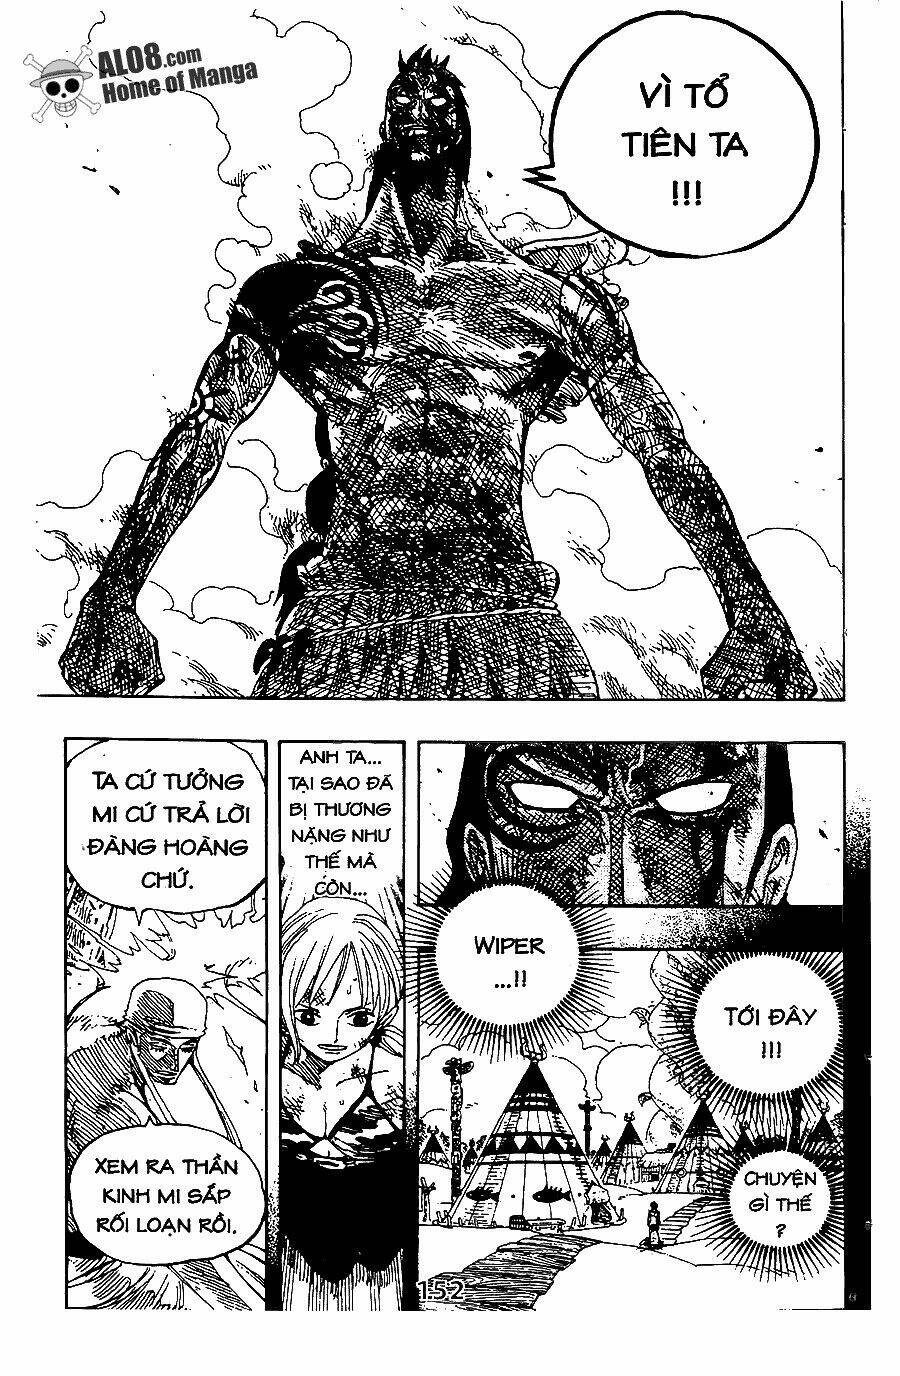 ALO8.com
Home of Manga
VÌ TỔ
TIÊN TA
!!!
TA CỨ TƯỞNG
MI CỨ TRẢ LỜI
ĐÀNG HOÀNG
CHỨ.
XEM RA THẦN
KINH MI SẮP
RỐI LOẠN RỒI.
ANH TA...
TẠI SAO ĐÃ
BỊ THƯƠNG
NẶNG NHƯ
THẾ MÀ
CÒN...
WIPER
...!!
TỚI ĐÂY
!!!
CHUYỆN
GÌ THẾ
?
152